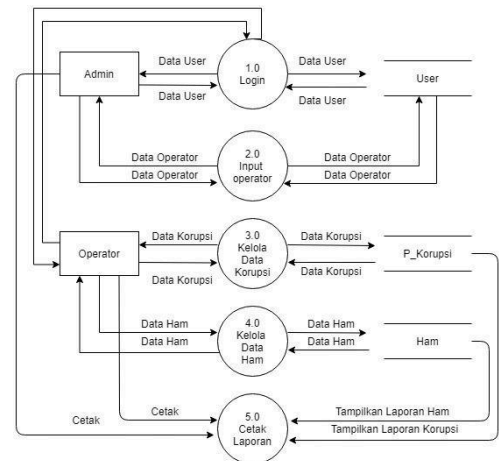 Data User
1.0
Login
Data User
Admin
User
Data User
Data User
2.0
Input
operator
Data Operator
Data Operator
Data Operator
Data Operator
3.0
Kelola
Data
Korupsi
Data Korupsi
Data Korupsi
Operator
P_Korupsi
Data Korupsi
Data Korupsi
4.0
Kelola
Data
Ham
Data Ham
Data Ham
Data Ham
Data Ham
Ham
5.0
Cetak
Laporan
Cetak
Cetak
Tampilkan Laporan Ham
Tampilkan Laporan Korupsi